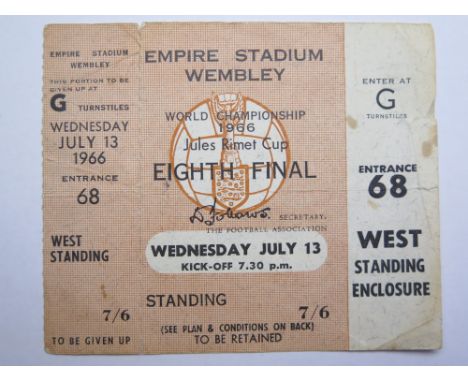 EMPIRE STADIUM
WEMBLEY
THIS PORTION TO BE
GIVEN UP AT
G TURNSTILES
WEDNESDAY
JULY 13
1966
ENTRANCE
68
WEST
STANDING
7/6
TO BE GIVEN UP
EMPIRE STADIUM
WEMBLEY
WORLD CHAMPIONSHIP
1966
Jules Rimet Cup
EIGHTH FINAL
D Follows.
SECRETARY,
THE FOOTBALL ASSOCIATION
WEDNESDAY JULY 13
KICK-OFF 7.30 p.m.
STANDING
7/6
(SEE PLAN & CONDITIONS ON BACK)
TO BE RETAINED
ENTER AT
G
TURNSTILES
ENTRANCE
68
WEST
STANDING
ENCLOSURE